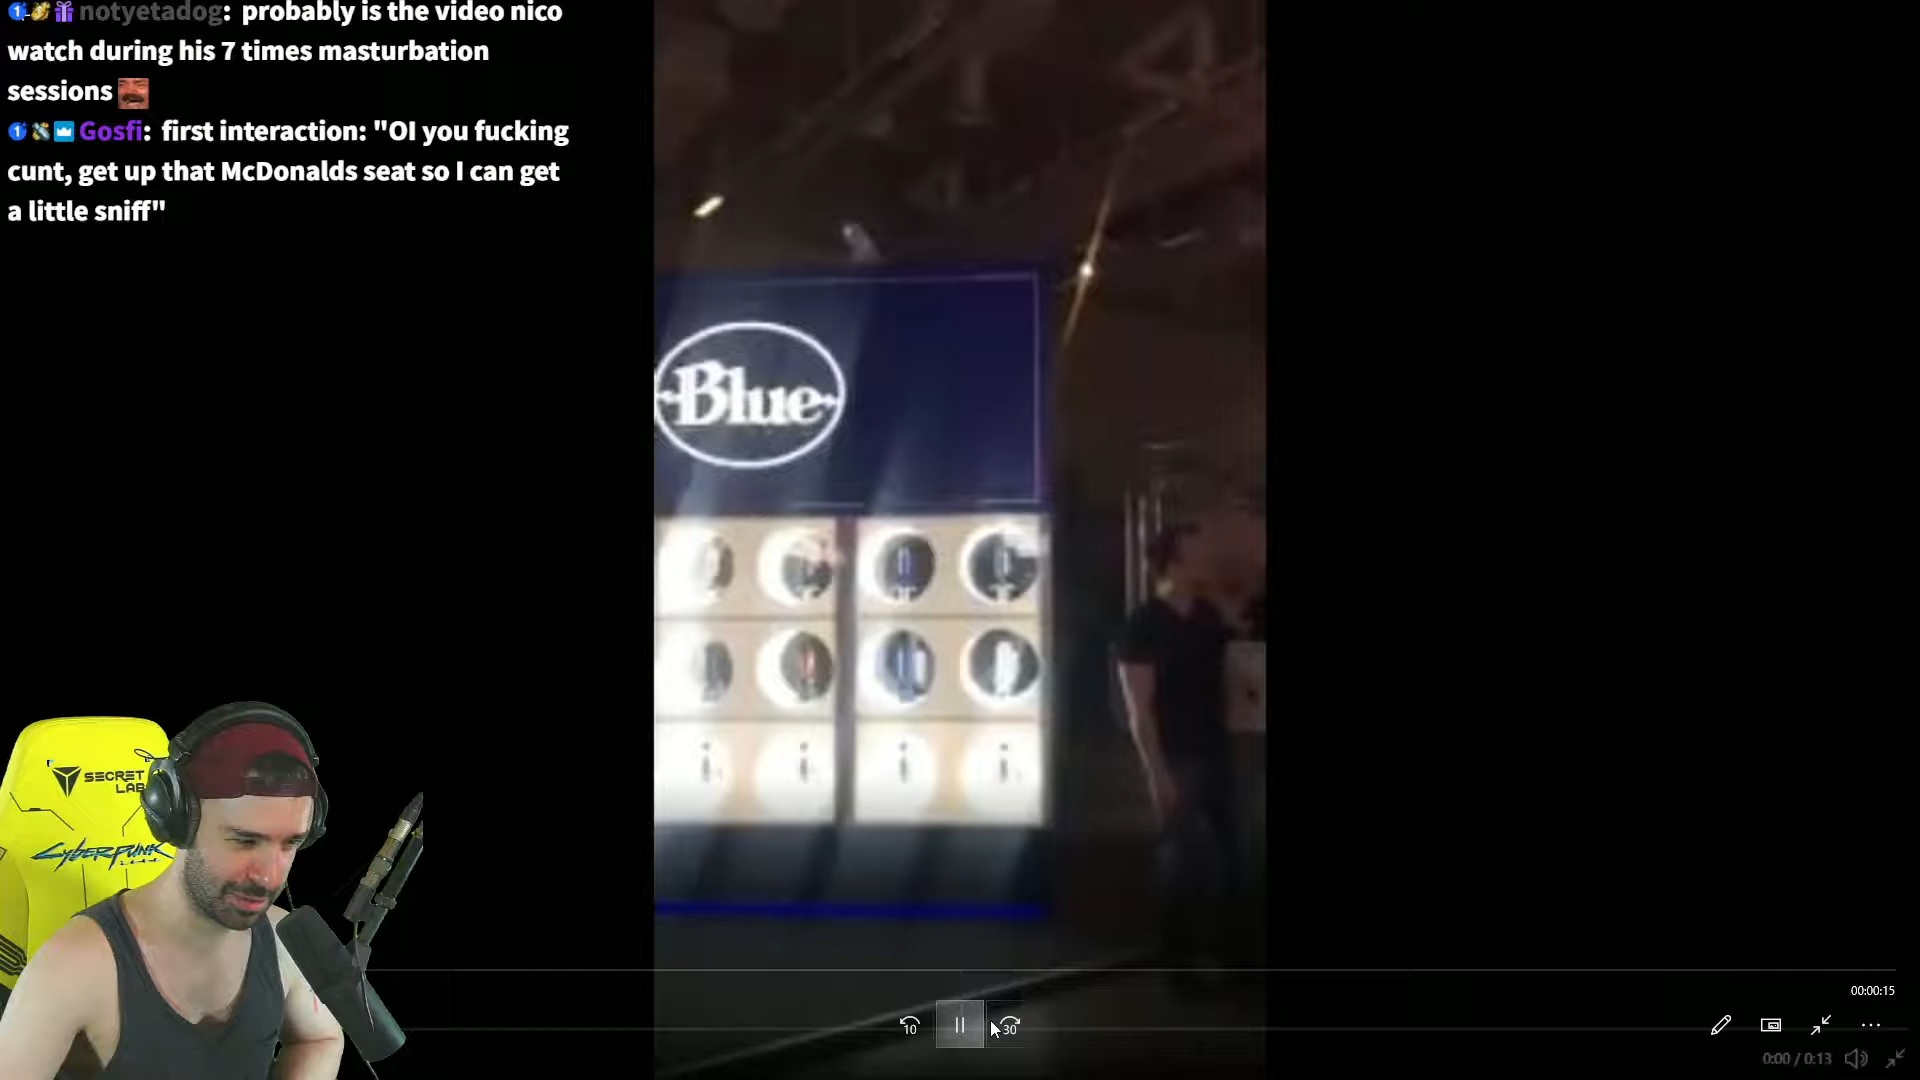 notyetadog: probably is the video nico
watch during his 7 times masturbation
sessions
Gosfi: first interaction: "OI you fucking
cunt, get up that McDonalds seat so I can get
a little sniff"
Blue
SECRET
LAB
CYBERPUNK
00:00:15
10
30
0:00 / 0:13